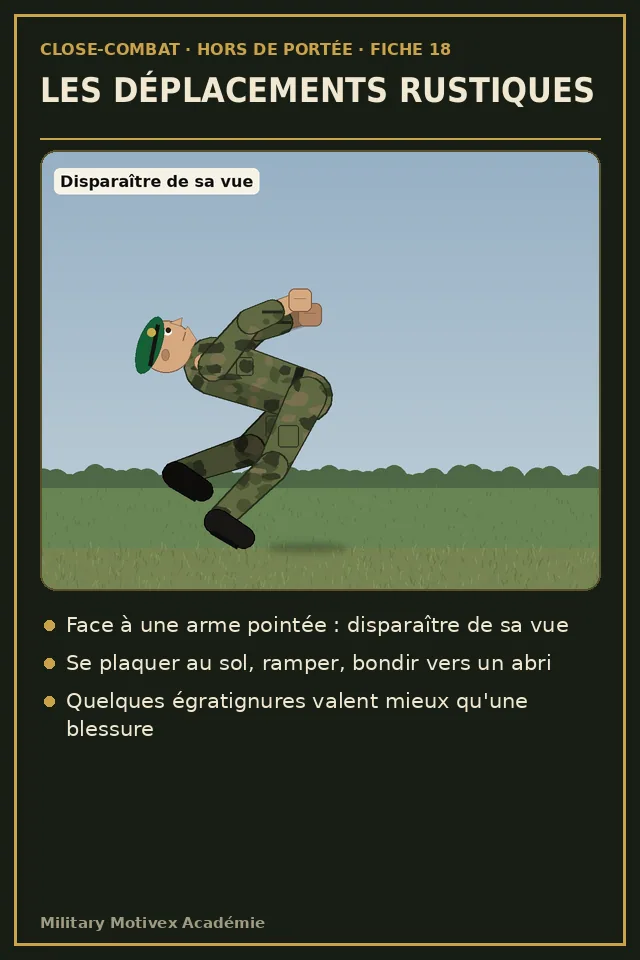 CLOSE-COMBAT · HORS DE PORTÉE · FICHE 18
LES DÉPLACEMENTS RUSTIQUES
Disparaître de sa vue
Face à une arme pointée : disparaître de sa vue
Se plaquer au sol, ramper, bondir vers un abri
Quelques égratignures valent mieux qu'une
blessure
Military Motivex Académie